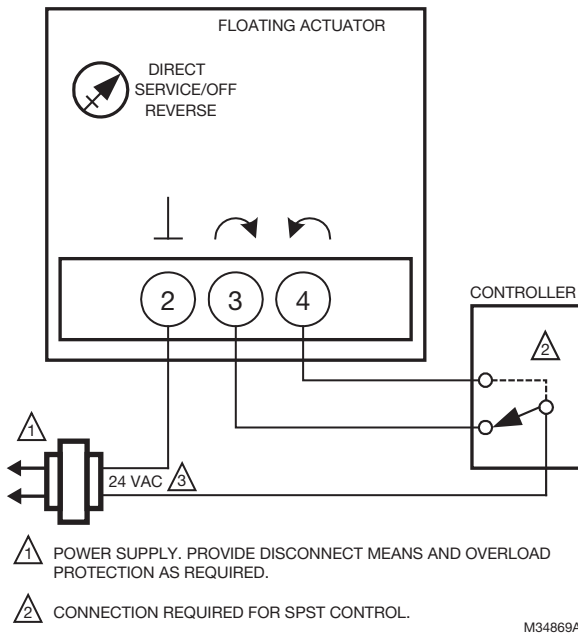 FLOATING ACTUATOR
DIRECT
SERVICE/OFF
REVERSE
2 3 4
CONTROLLER
2
1
24 VAC 3
1 POWER SUPPLY. PROVIDE DISCONNECT MEANS AND OVERLOAD
PROTECTION AS REQUIRED.
2 CONNECTION REQUIRED FOR SPST CONTROL.
M34869A